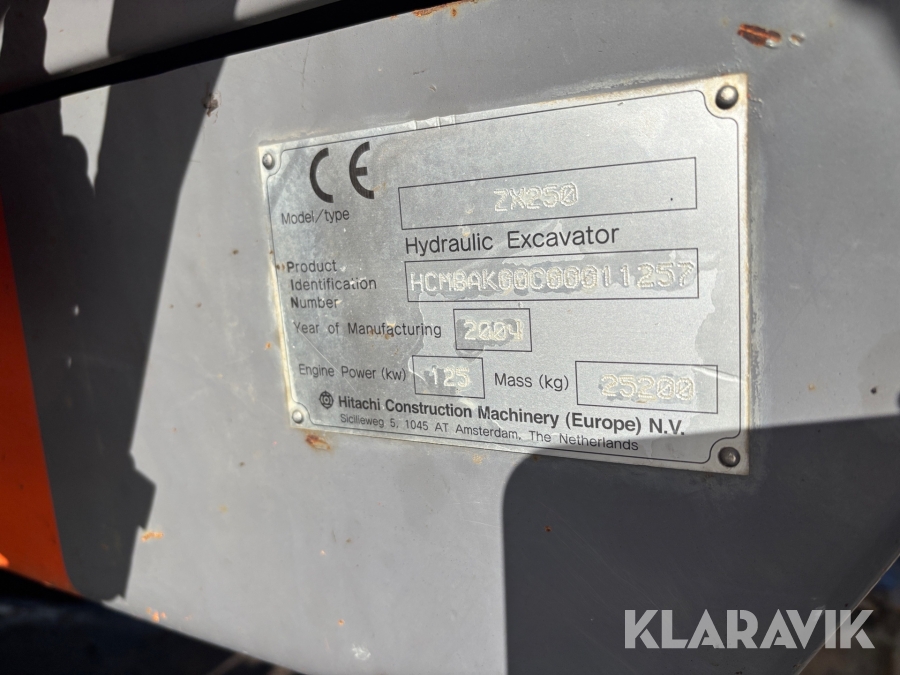 CE
Model/type
ZX250
Hydraulic Excavator
Product
Identification
Number
HCMBAK00C00011257
Year of Manufacturing 2004
Engine Power (kw) 125 Mass (kg) 25200
Hitachi Construction Machinery (Europe) N.V.
Sicilieweg 5, 1045 AT Amsterdam, The Netherlands
KLARAVIK